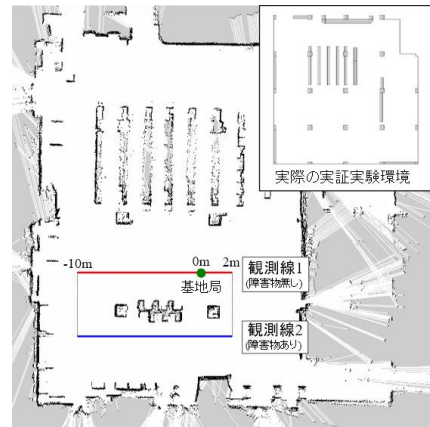 実際の実証実験環境
-10m
0m
2m
基地局
観測線1
(障害物無し)
観測線2
(障害物あり)